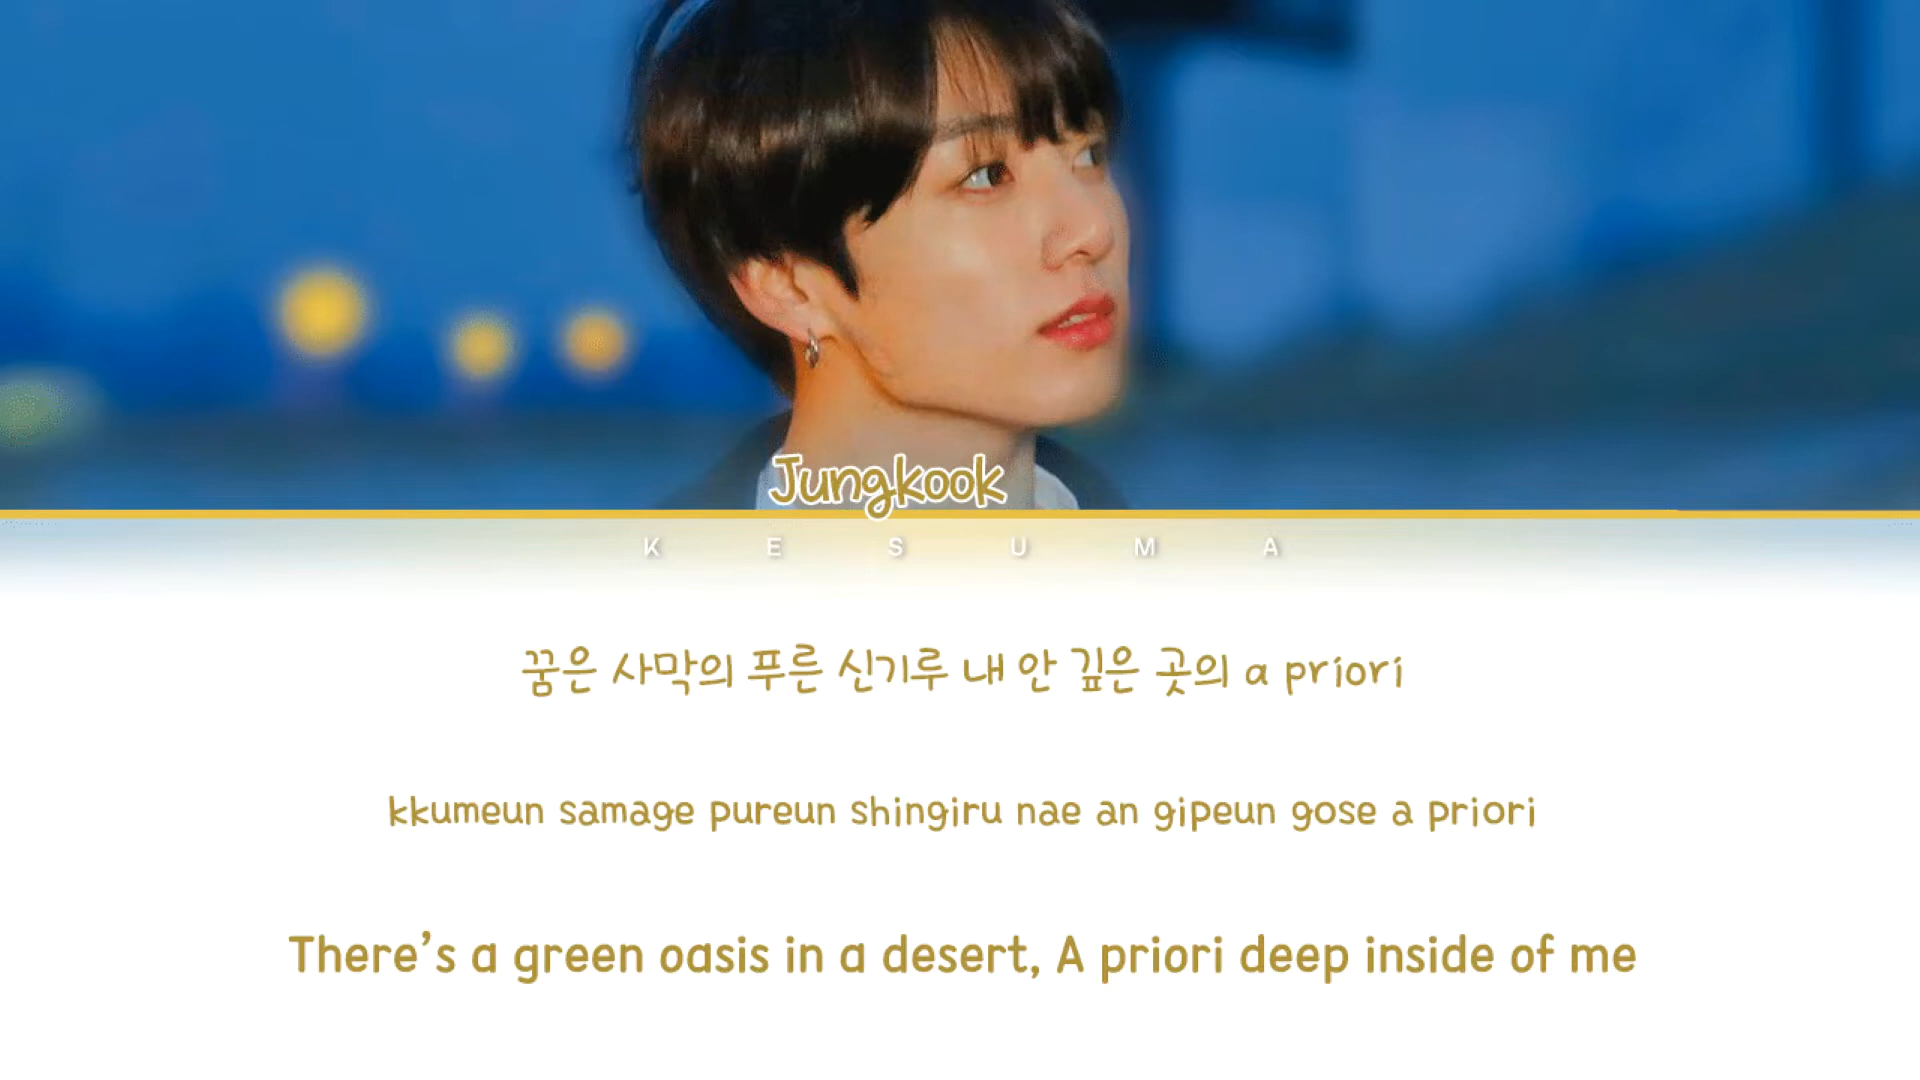 Jungkook
K E S U M A
꿈은 사막의 푸른 신기루 내 안 깊은 곳의 a priori
kkumeun samage pureun shingiru nae an gipeun gose a priori
There's a green oasis in a desert, A priori deep inside of me